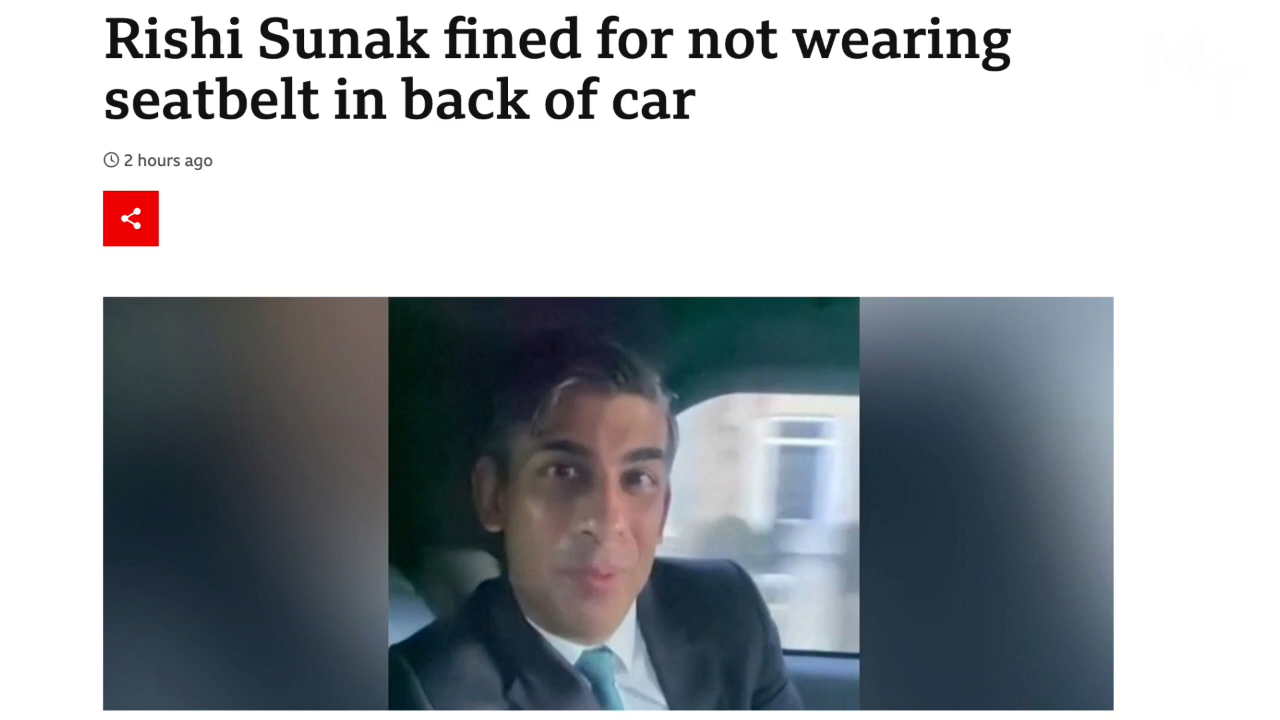 Rishi Sunak fined for not wearing
seatbelt in back of car
2 hours ago